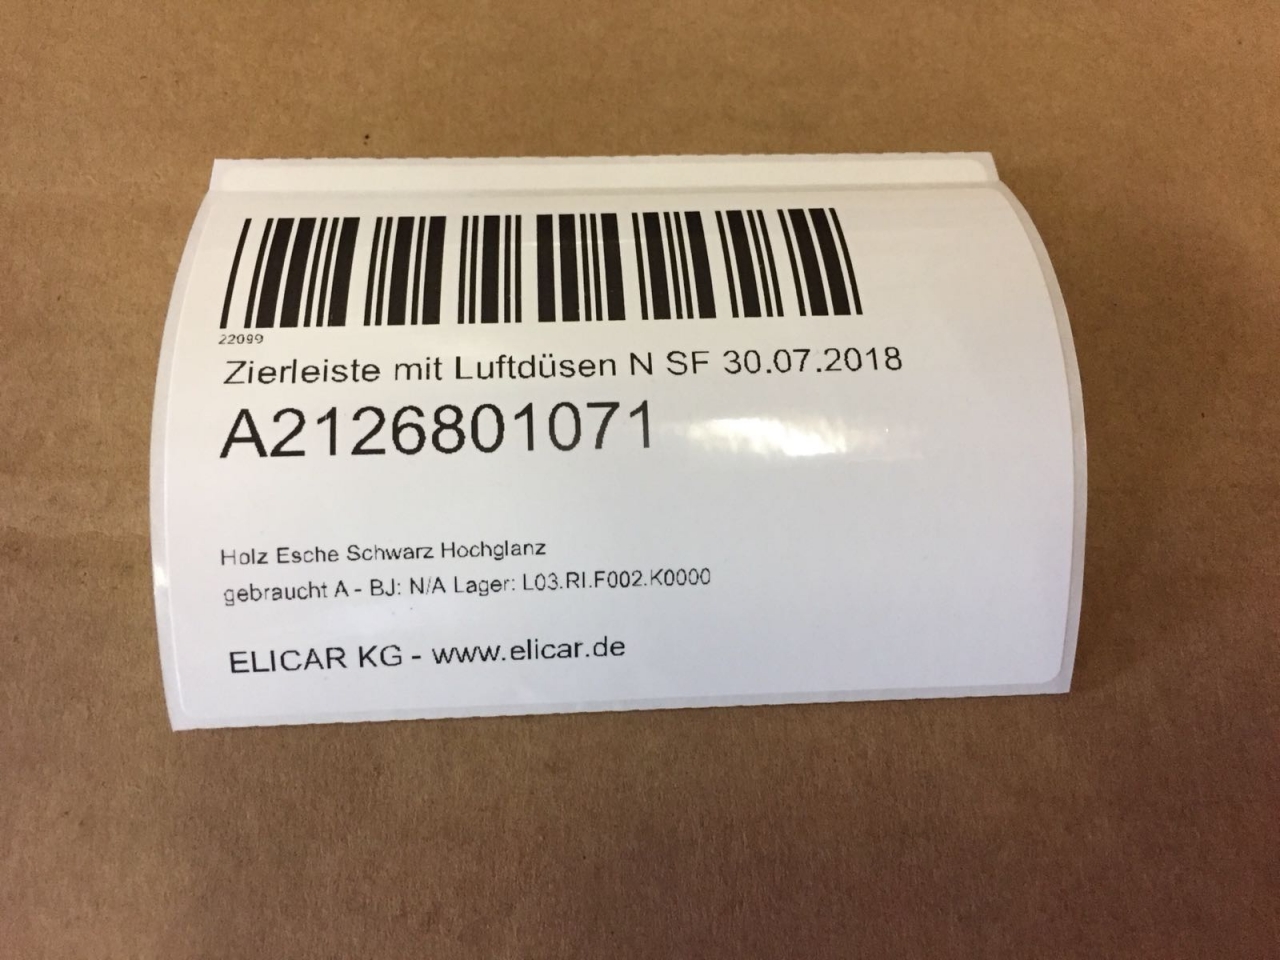 22099
Zierleiste mit Luftdüsen N SF 30.07.2018
A2126801071
Holz Esche Schwarz Hochglanz
gebraucht A - BJ: N/A Lager: L03.RI.F002.K0000
ELICAR KG - www.elicar.de